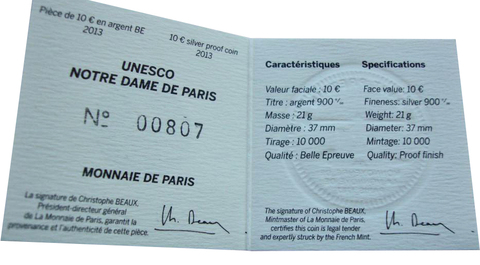 Pièce de 10 € en argent BE
2013
10 € silver proof coin
2013
UNESCO
NOTRE DAME DE PARIS
N° 00807
MONNAIE DE PARIS
La signature de Christophe BEAUX,
Président-directeur général
de La Monnaie de Paris, garantit la
provenance et l'authenticité de cette pièce.
Caractéristiques
Valeur faciale : 10 €
Titre : argent 900 ‰
Masse : 21 g
Diamètre : 37 mm
Tirage : 10 000
Qualité : Belle Epreuve
Specifications
Face value: 10 €
Fineness: silver 900 ‰
Weight: 21 g
Diameter: 37 mm
Mintage: 10 000
Quality: Proof finish
The signature of Christophe BEAUX,
Mintmaster of La Monnaie de Paris,
certifies this coin is legal tender
and expertly struck by the French Mint.